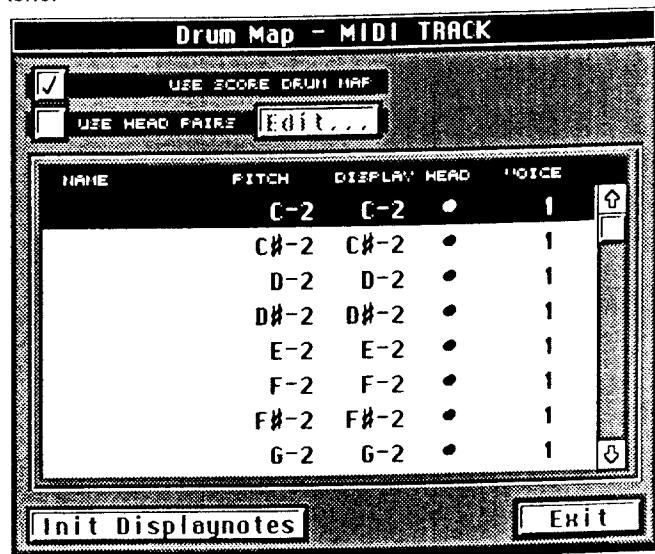 Drum Map - MIDI TRACK
USE SCORE DRUM MAP
USE HEAD PAIRS Edit...
NAME PITCH DISPLAY HEAD VOICE
C-2 C-2 1
C#-2 C#-2 1
D-2 D-2 1
D#-2 D#-2 1
E-2 E-2 1
F-2 F-2 1
F#-2 F#-2 1
G-2 G-2 1
Init Displaynotes Exit